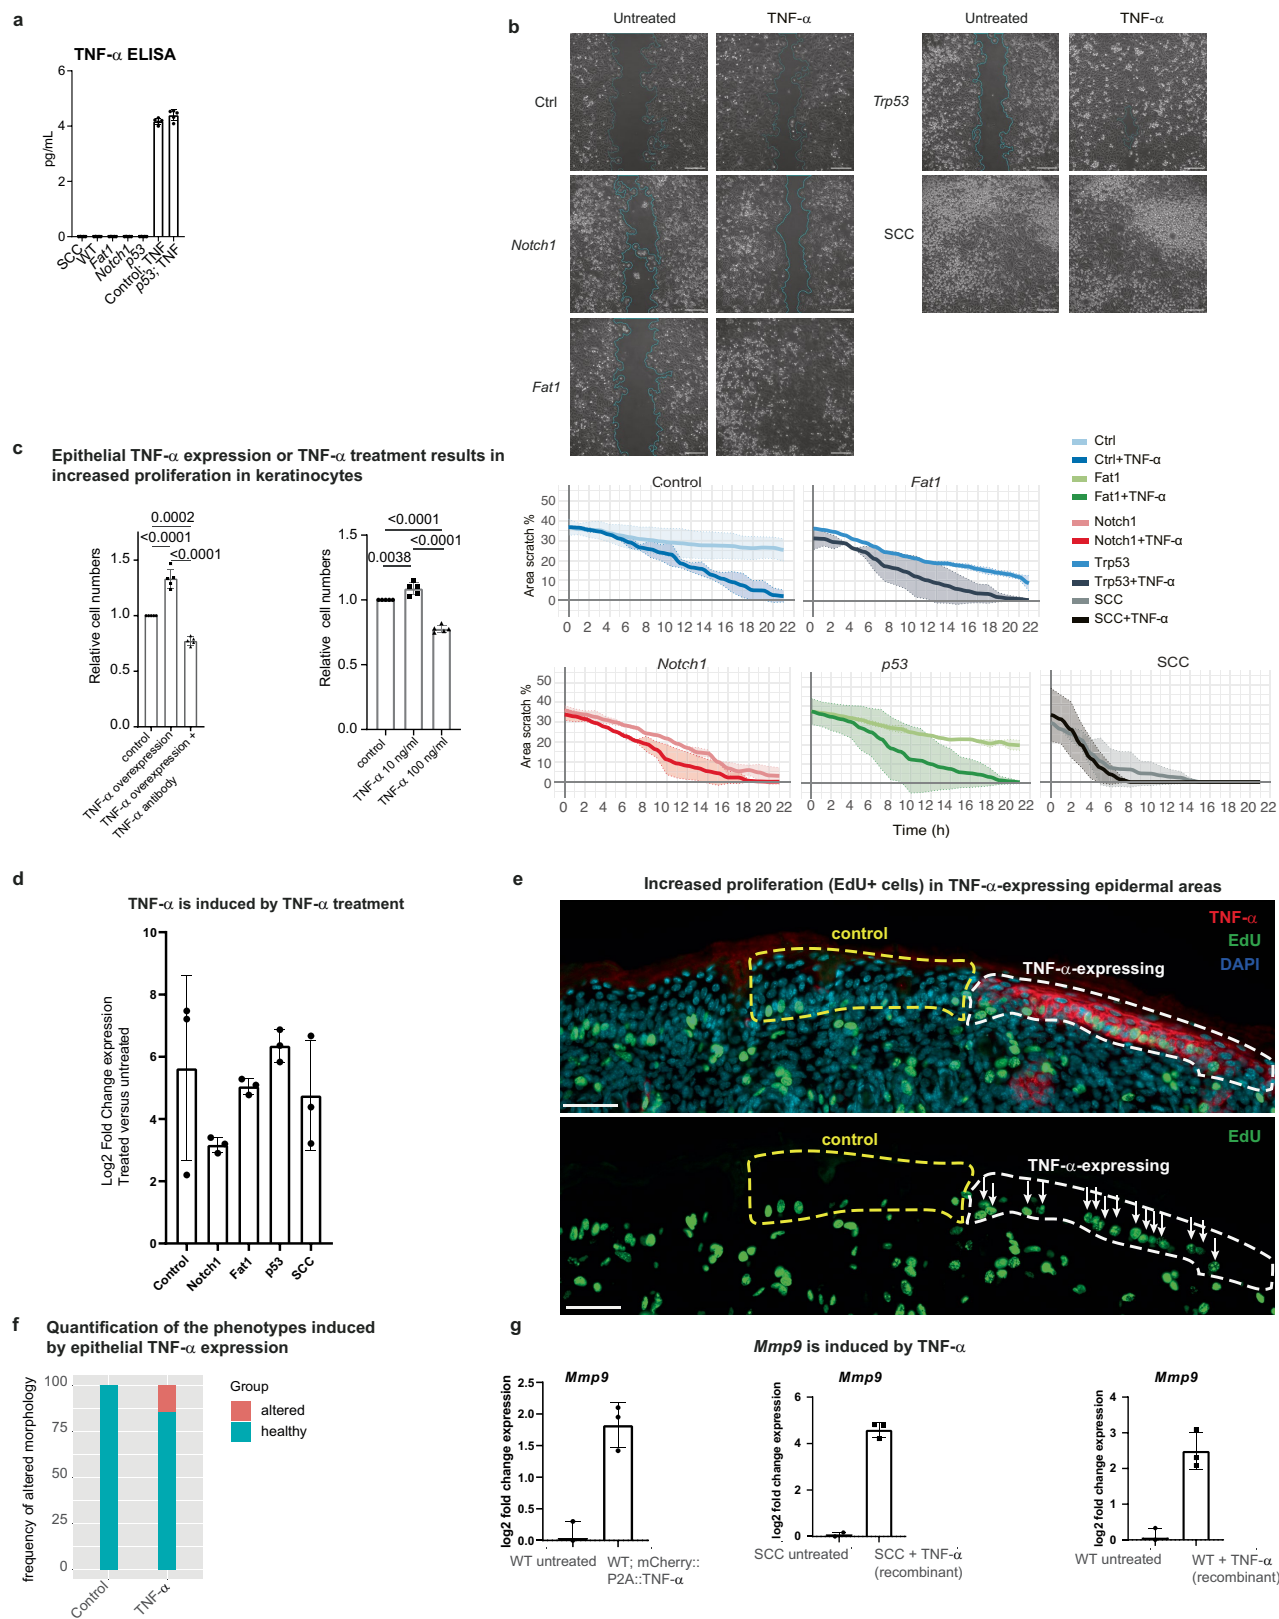 a
TNF-α ELISA
pg/mL
6
4
2
0
SCC
WT
Fat1
Notch1
p53
Control; TNF
p53; TNF
b
Untreated
TNF-α
Untreated
TNF-α
Ctrl
Trp53
Notch1
SCC
Fat1
Ctrl
Ctrl+TNF-α
Fat1
Fat1+TNF-α
Notch1
Notch1+TNF-α
Trp53
Trp53+TNF-α
SCC
SCC+TNF-α
Control
Fat1
Area scratch %
50
40
30
20
10
0
0 2 4 6 8 10 12 14 16 18 20 22
0 2 4 6 8 10 12 14 16 18 20 22
Notch1
p53
SCC
Area scratch %
50
40
30
20
10
0
0 2 4 6 8 10 12 14 16 18 20 22
0 2 4 6 8 10 12 14 16 18 20 22
0 2 4 6 8 10 12 14 16 18 20 22
Time (h)
c
Epithelial TNF-α expression or TNF-α treatment results in
increased proliferation in keratinocytes
0.0002
<0.0001
<0.0001
Relative cell numbers
1.5
1.0
0.5
0.0
control
TNF-α overexpression
TNF-α overexpression +
TNF-α antibody
<0.0001
<0.0001
0.0038
Relative cell numbers
1.5
1.0
0.5
0.0
control
TNF-α 10 ng/ml
TNF-α 100 ng/ml
d
TNF-α is induced by TNF-α treatment
Log2 Fold Change expression
Treated versus untreated
10
8
6
4
2
0
Control
Notch1
Fat1
p53
SCC
e
Increased proliferation (EdU+ cells) in TNF-α-expressing epidermal areas
TNF-α
EdU
DAPI
control
TNF-α-expressing
EdU
control
TNF-α-expressing
f
Quantification of the phenotypes induced
by epithelial TNF-α expression
frequency of altered morphology
100
75
50
25
0
Control
TNF-α
Group
altered
healthy
g
Mmp9 is induced by TNF-α
Mmp9
log2 fold change expression
2.5
2.0
1.5
1.0
0.5
0.0
WT untreated
WT; mCherry::
P2A::TNF-α
Mmp9
log2 fold change expression
6
4
2
0
SCC untreated
SCC + TNF-α
(recombinant)
Mmp9
log2 fold change expression
4
3
2
1
0
WT untreated
WT + TNF-α
(recombinant)